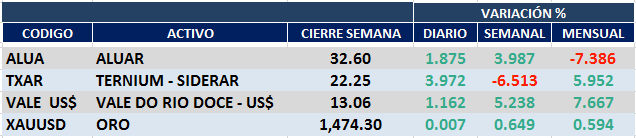 VARIACIÓN %
CODIGO ACTIVO CIERRE SEMANA DIARIO SEMANAL MENSUAL
ALUA ALUAR 32.60 1.875 3.987 -7.386
TXAR TERNIUM - SIDERAR 22.25 3.972 -6.513 5.952
VALE US$ VALE DO RIO DOCE - US$ 13.06 1.162 5.238 7.667
XAUUSD ORO 1,474.30 0.007 0.649 0.594